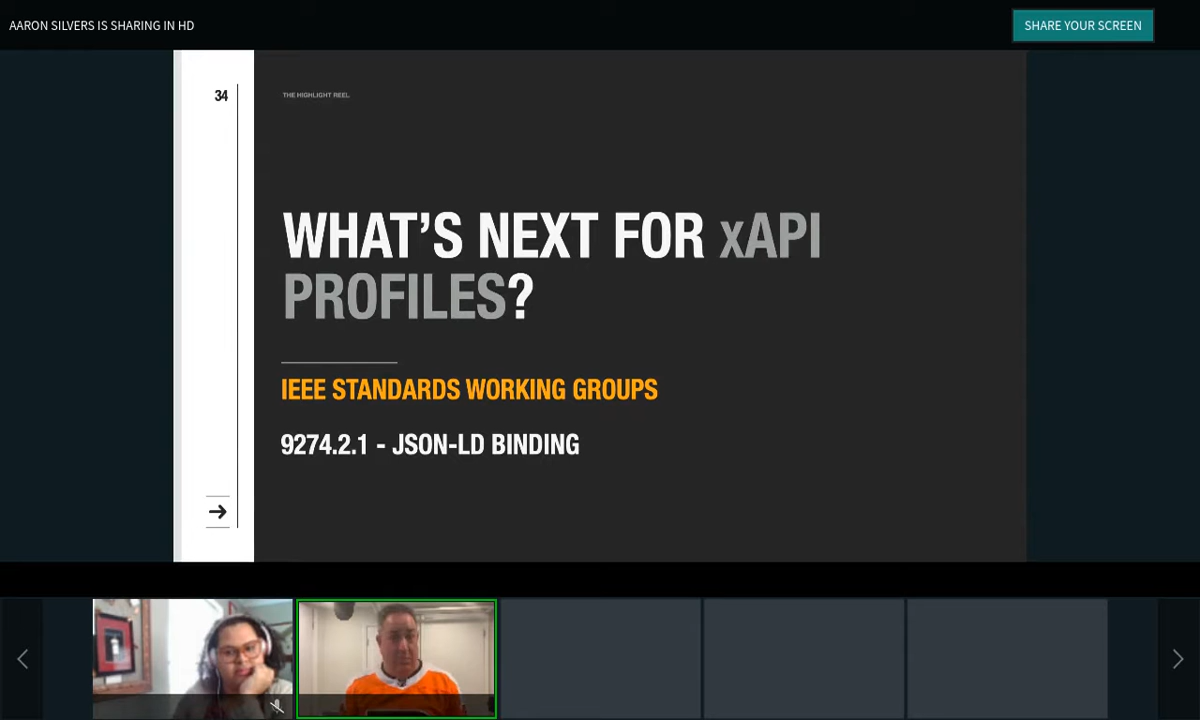 AARON SILVERS IS SHARING IN HD
SHARE YOUR SCREEN
34
THE HIGHLIGHT REEL
WHAT’S NEXT FOR xAPI
PROFILES?
IEEE STANDARDS WORKING GROUPS
9274.2.1 - JSON-LD BINDING